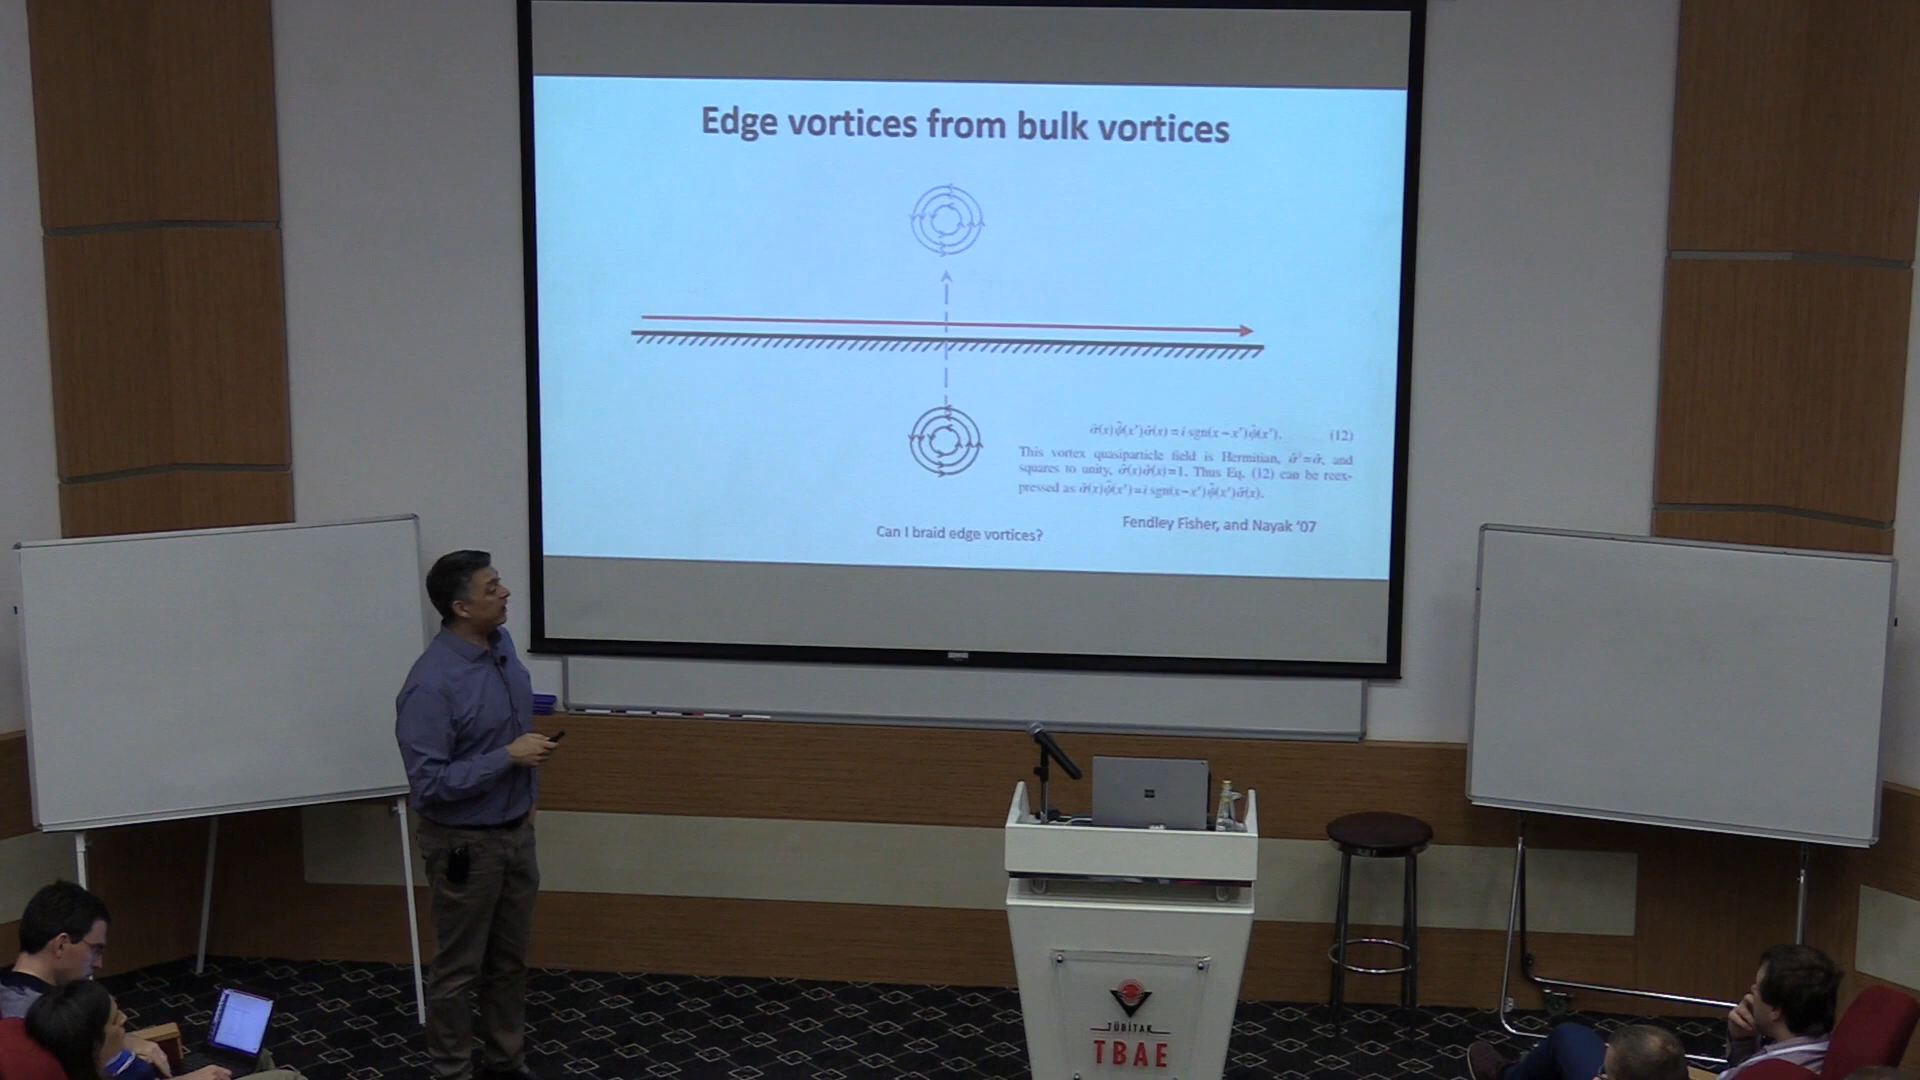 Edge vortices from bulk vortices
σ̂(x)ϕ̂(x')σ̂(x) = i sgn(x−x')ϕ̂(x'). (12)
This vortex quasiparticle field is Hermitian, σ̂†=σ̂, and
squares to unity, σ̂(x)σ̂(x)=1. Thus Eq. (12) can be reex-
pressed as σ̂(x)ϕ̂(x')=i sgn(x−x')ϕ̂(x')σ̂(x).
Fendley Fisher, and Nayak '07
Can I braid edge vortices?
TÜBİTAK
TBAE